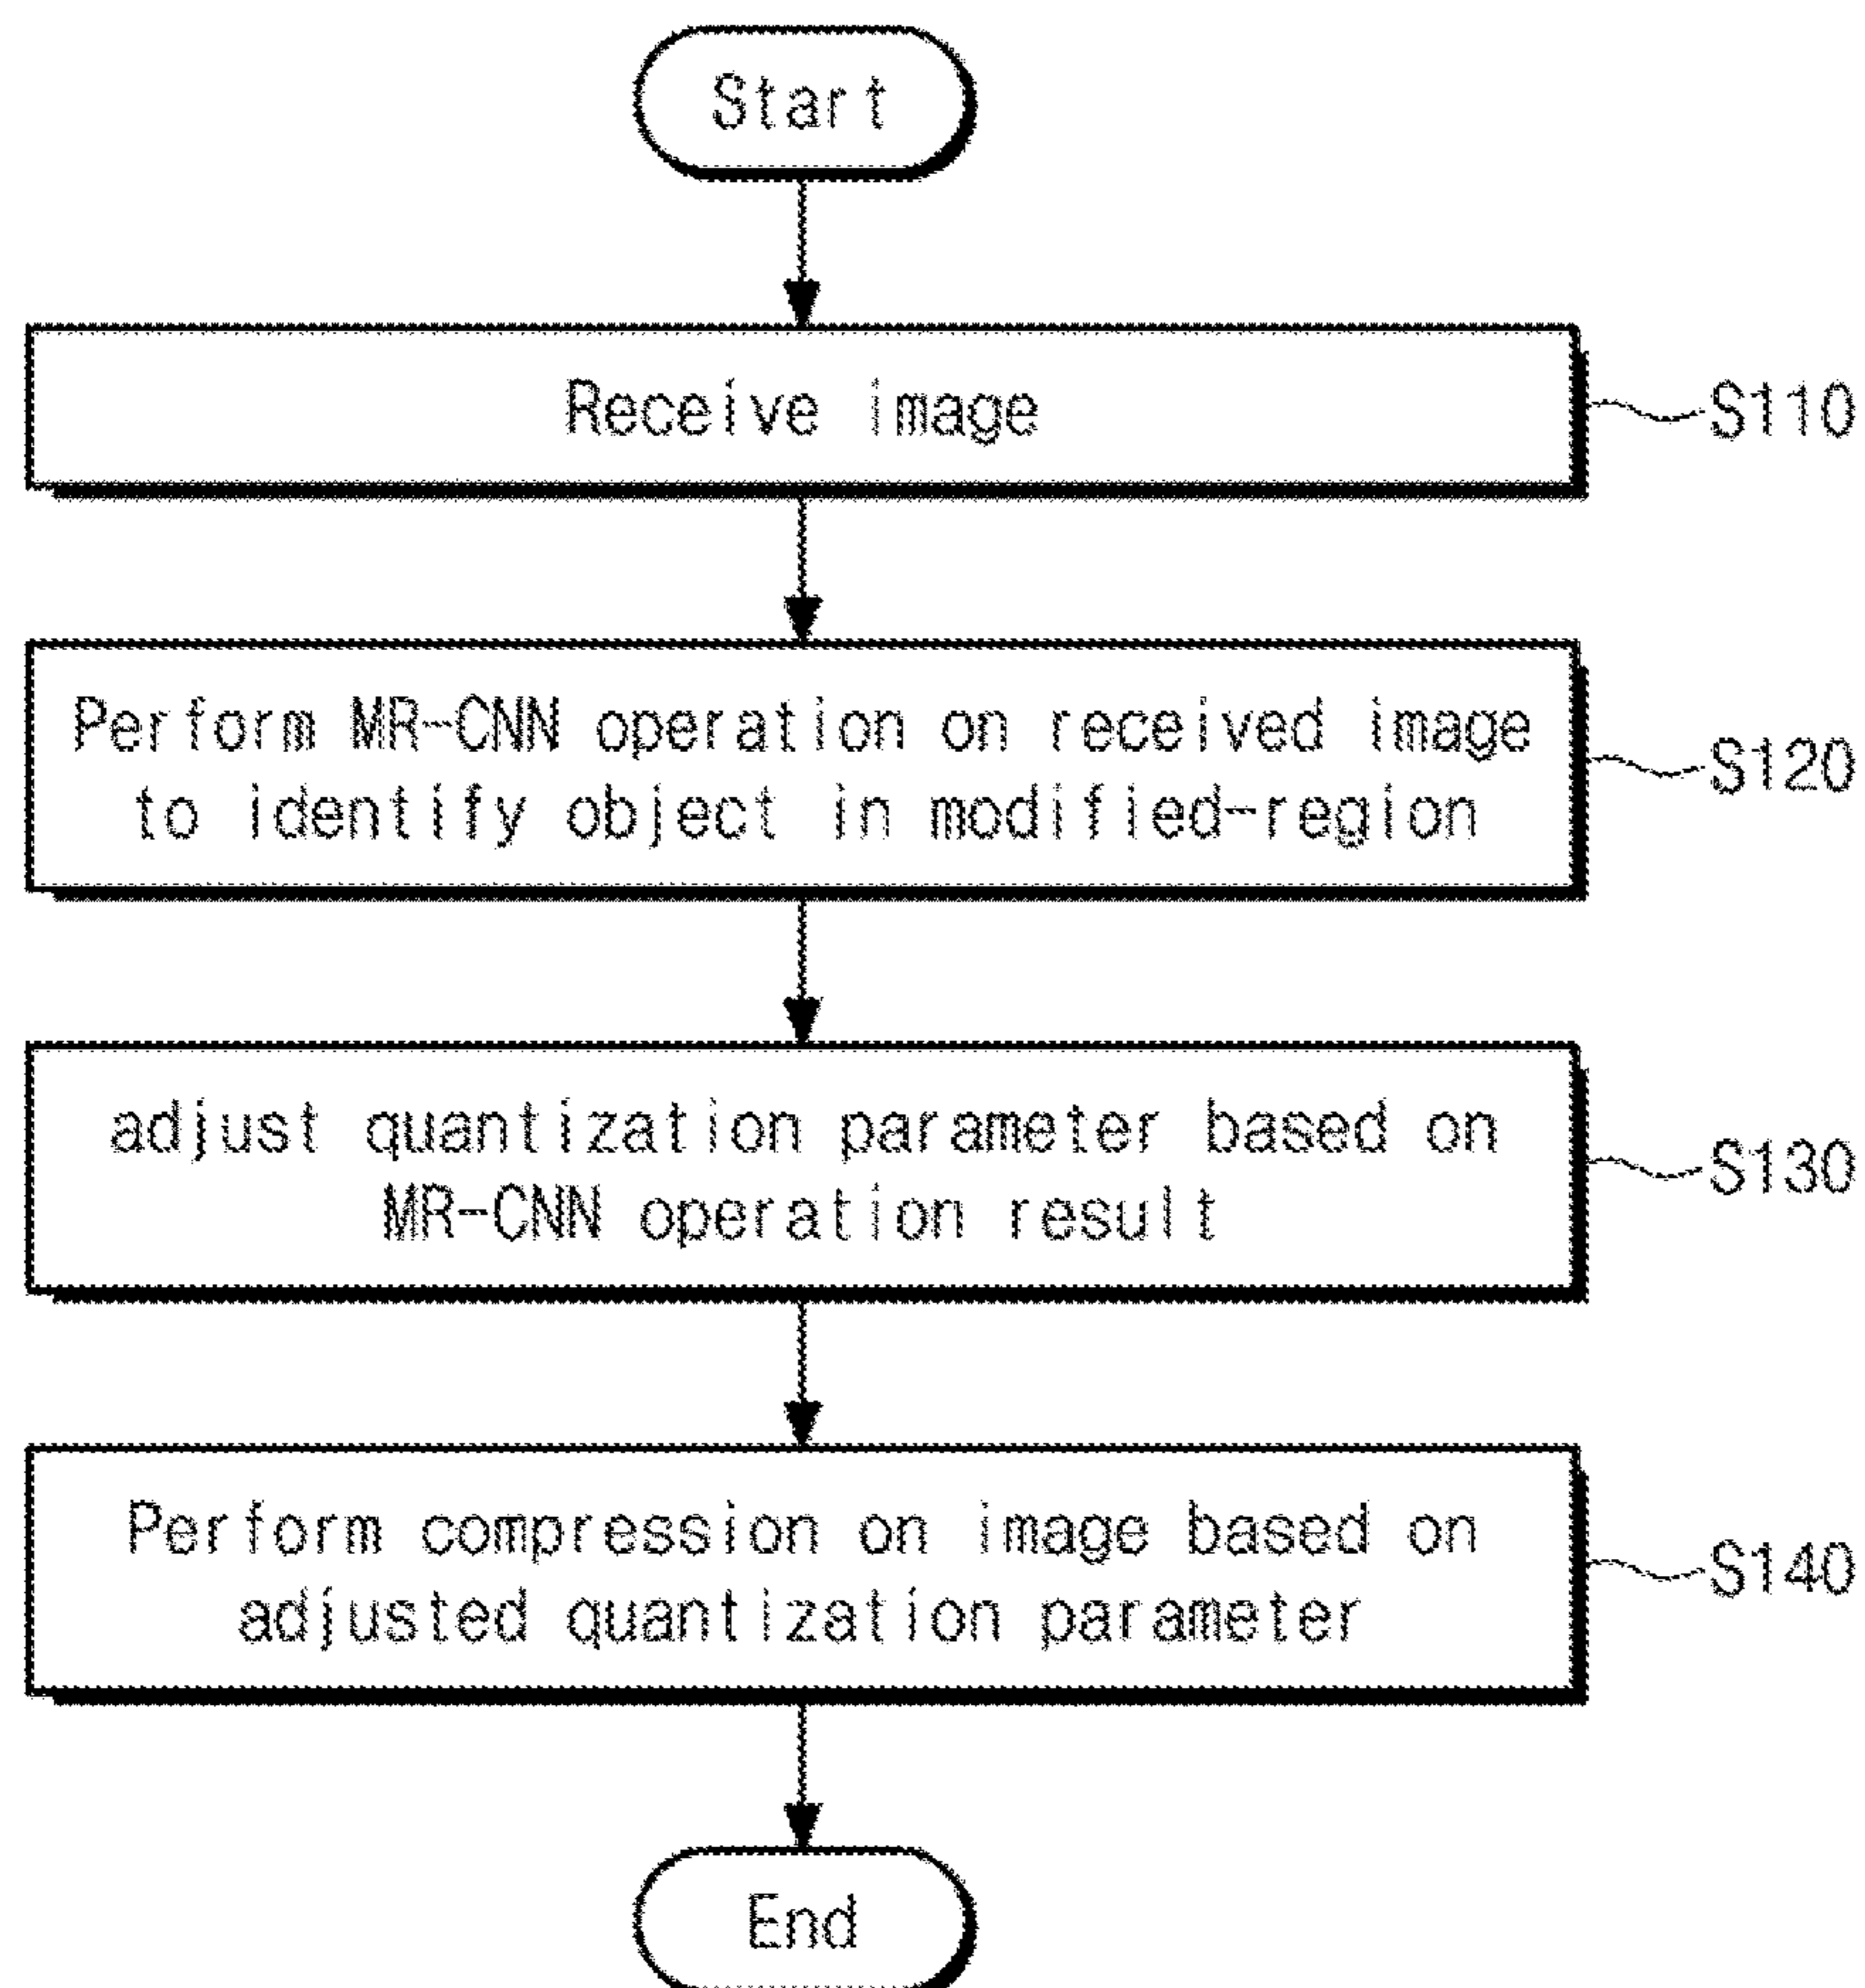 Start
Receive image
S110
Perform MR-CNN operation on received image
to identify object in modified-region
S120
adjust quantization parameter based on
MR-CNN operation result
S130
Perform compression on image based on
adjusted quantization parameter
S140
End